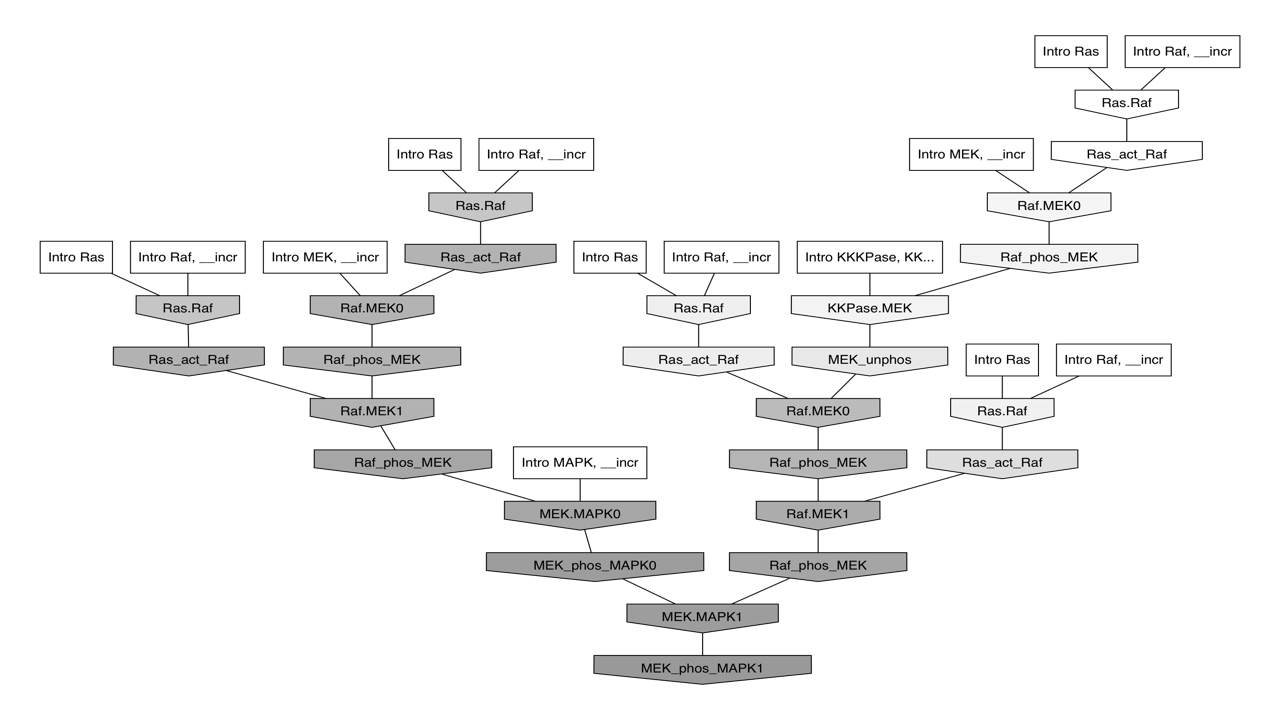 Intro Ras
Intro Raf, __incr
Ras.Raf
Intro Ras
Intro Raf, __incr
Intro MEK, __incr
Ras_act_Raf
Ras.Raf
Raf.MEK0
Intro Ras
Intro Raf, __incr
Intro MEK, __incr
Ras_act_Raf
Intro Ras
Intro Raf, __incr
Intro KKKPase, KK...
Raf_phos_MEK
Ras.Raf
Raf.MEK0
Ras.Raf
KKPase.MEK
Ras_act_Raf
Raf_phos_MEK
Ras_act_Raf
MEK_unphos
Intro Ras
Intro Raf, __incr
Raf.MEK1
Raf.MEK0
Ras.Raf
Raf_phos_MEK
Intro MAPK, __incr
Raf_phos_MEK
Ras_act_Raf
MEK.MAPK0
Raf.MEK1
MEK_phos_MAPK0
Raf_phos_MEK
MEK.MAPK1
MEK_phos_MAPK1